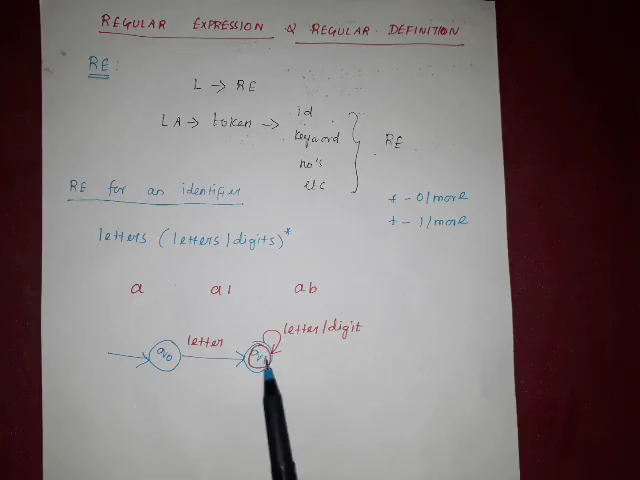 REGULAR EXPRESSION & REGULAR DEFINITION
RE:
L → RE
LA → token → id
keyword
no's
etc
RE
RE for an identifier
* - 0/more
+ - 1/more
letters (letters/digits)*
a a1 ab
letter/digit
letter
q0